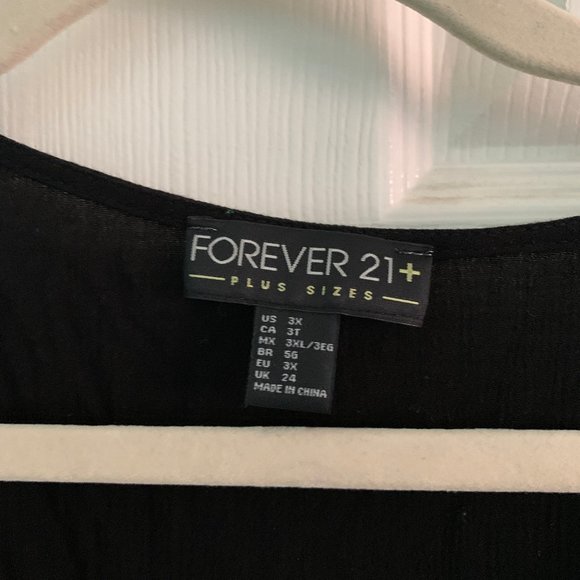 FOREVER 21+
PLUS SIZES
US 3X
CA 3T
MX 3XL/3EG
BR 56
EU 3X
UK 24
MADE IN CHINA